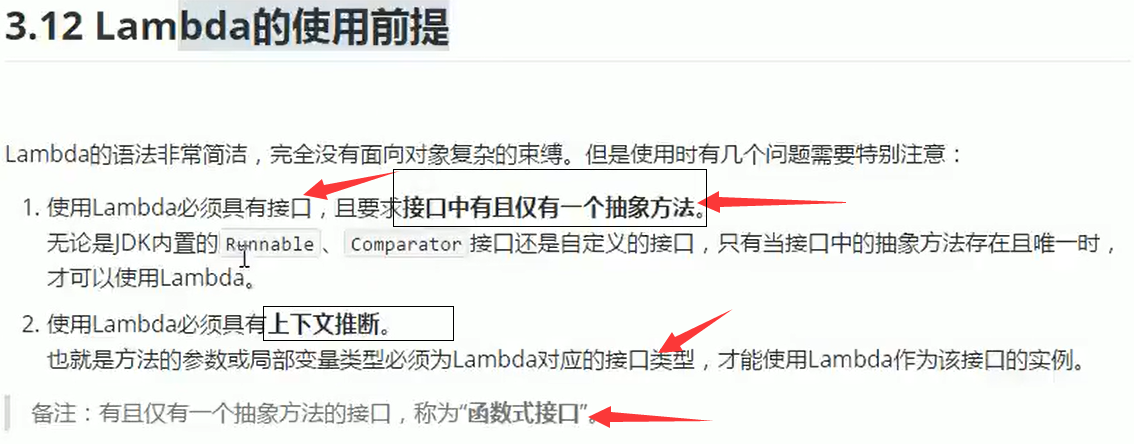 3.12 Lambda的使用前提
Lambda的语法非常简洁，完全没有面向对象复杂的束缚。但是使用时有几个问题需要特别注意：
1. 使用Lambda必须具有接口，且要求接口中有且仅有一个抽象方法。
无论是JDK内置的 Runnable 、 Comparator 接口还是自定义的接口，只有当接口中的抽象方法存在且唯一时，
才可以使用Lambda。
2. 使用Lambda必须具有上下文推断。
也就是方法的参数或局部变量类型必须为Lambda对应的接口类型，才能使用Lambda作为该接口的实例。
备注：有且仅有一个抽象方法的接口，称为“函数式接口”。